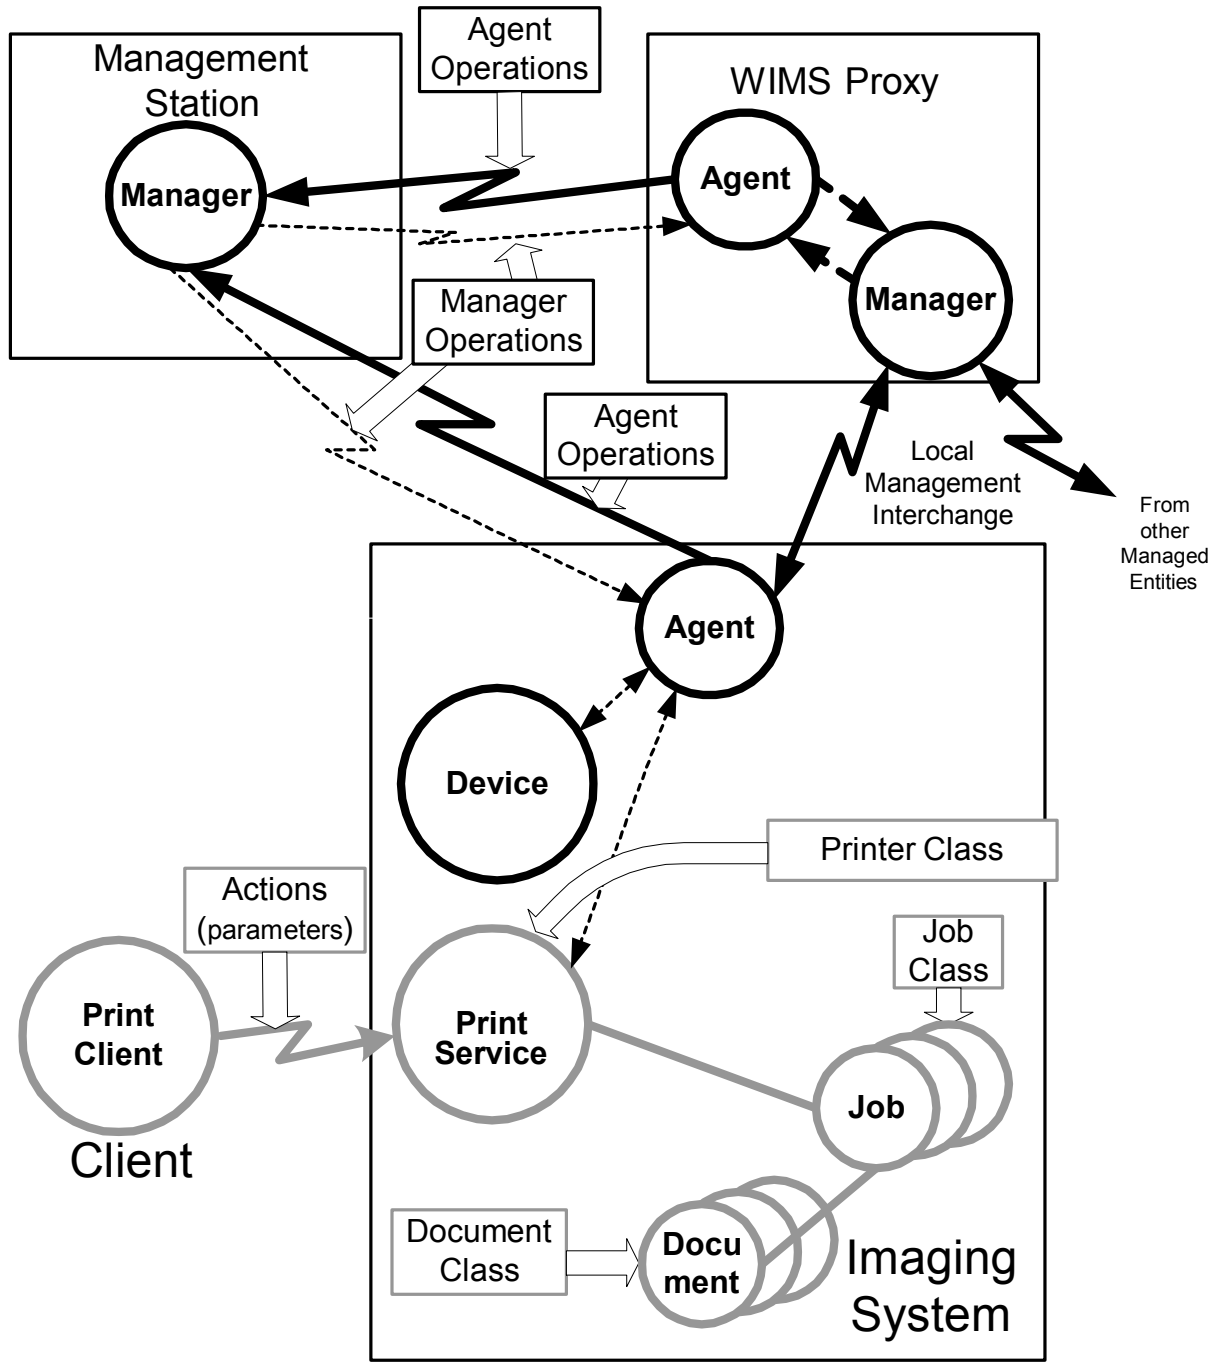 Agent
Operations
Management
Station
WIMS Proxy
Agent
Manager
Manager
Manager
Operations
Agent
Operations
Local
Management
Interchange
From
other
Managed
Entities
Agent
Device
Printer Class
Actions
(parameters)
Job
Class
Print
Client
Print
Service
Job
Client
Document
Class
Docu
ment
Imaging
System